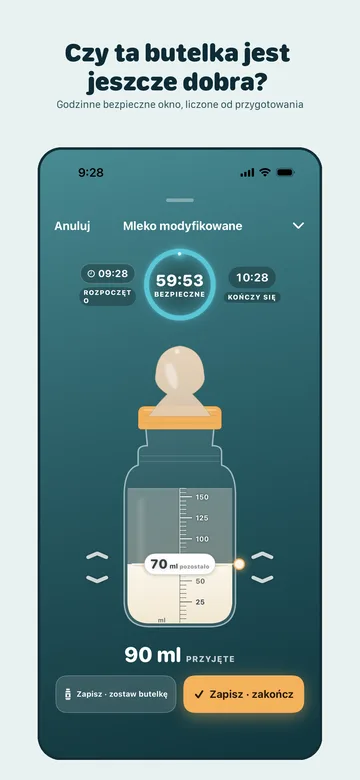 Czy ta butelka jest
jeszcze dobra?
Godzinne bezpieczne okno, liczone od przygotowania
9:28
Anuluj
Mleko modyfikowane
09:28
ROZPOCZĘT
O
59:53
BEZPIECZNE
10:28
KOŃCZY SIĘ
150
125
100
70 ml pozostało
50
25
ml
90 ml PRZYJĘTE
Zapisz · zostaw butelkę
Zapisz · zakończ